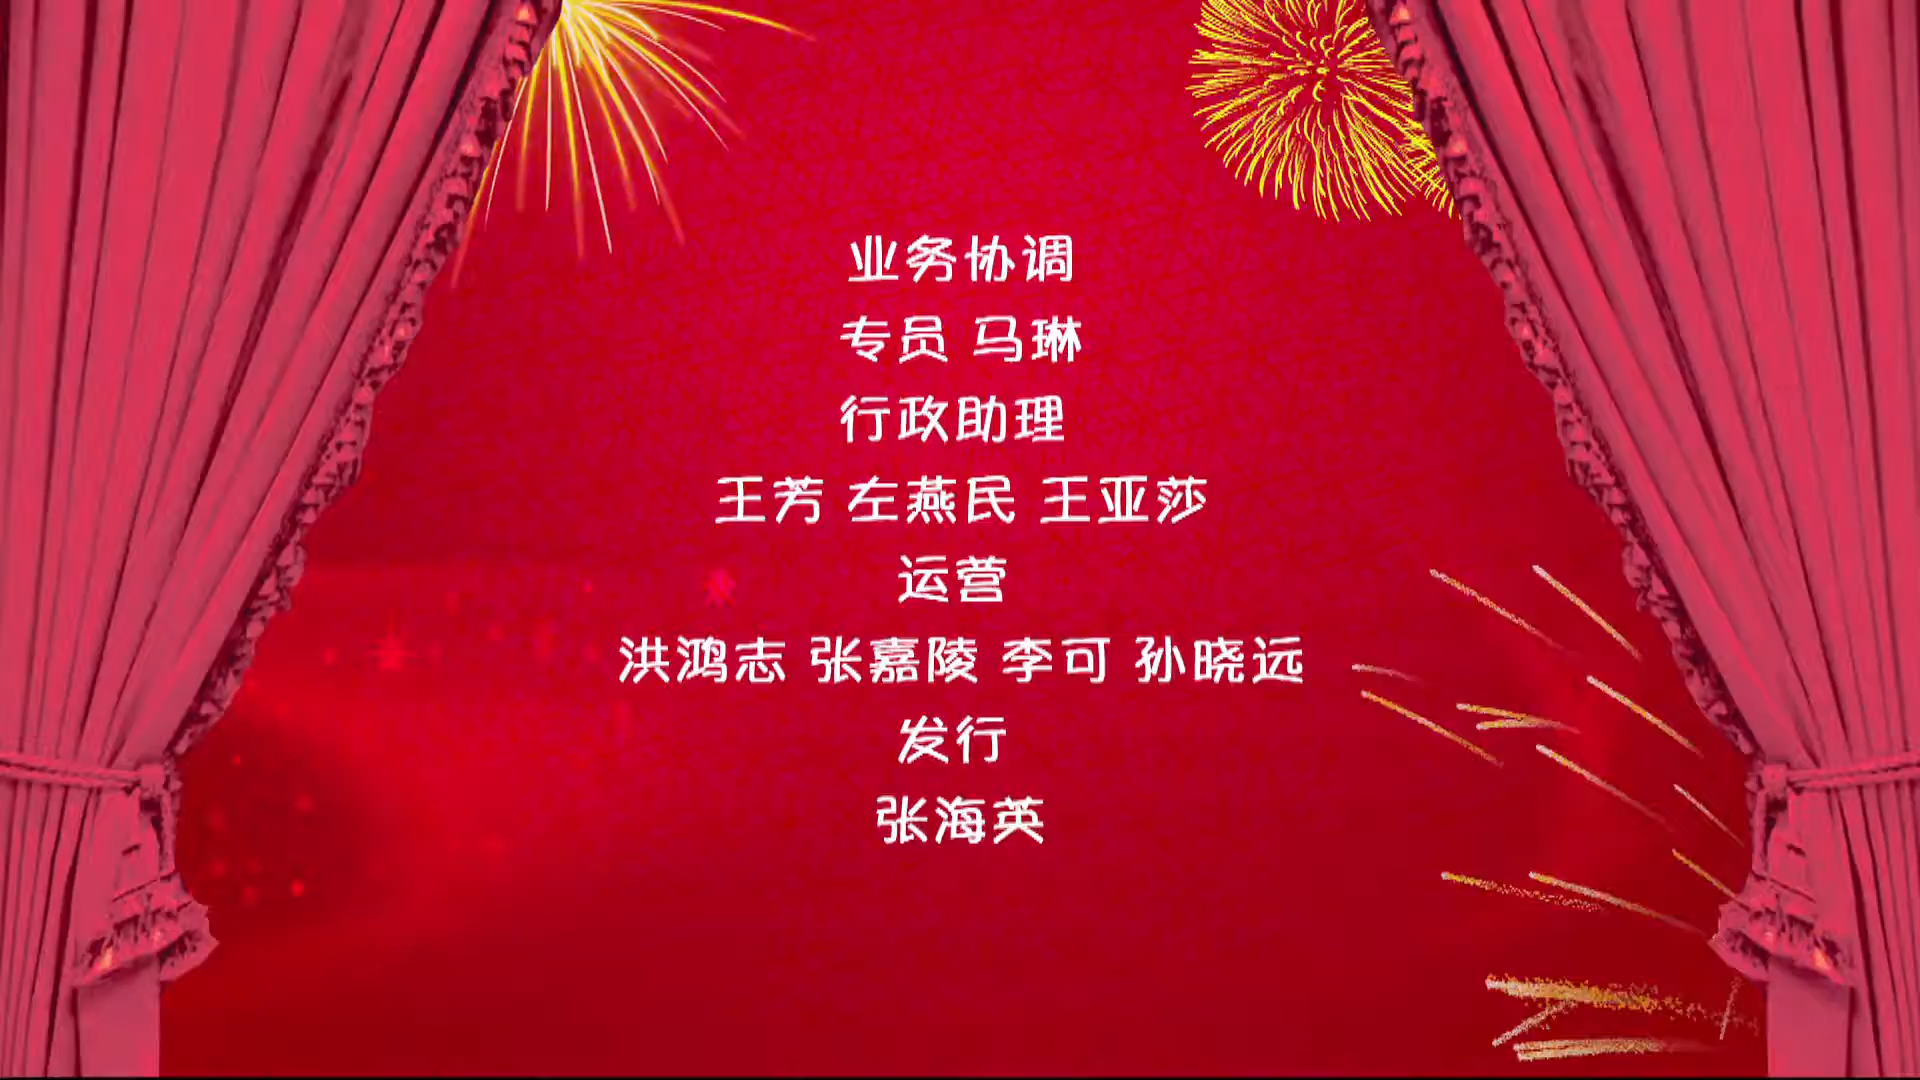 业务协调
专员 马琳
行政助理
王芳 左燕民 王亚莎
运营
洪鸿志 张嘉陵 李可 孙晓远
发行
张海英